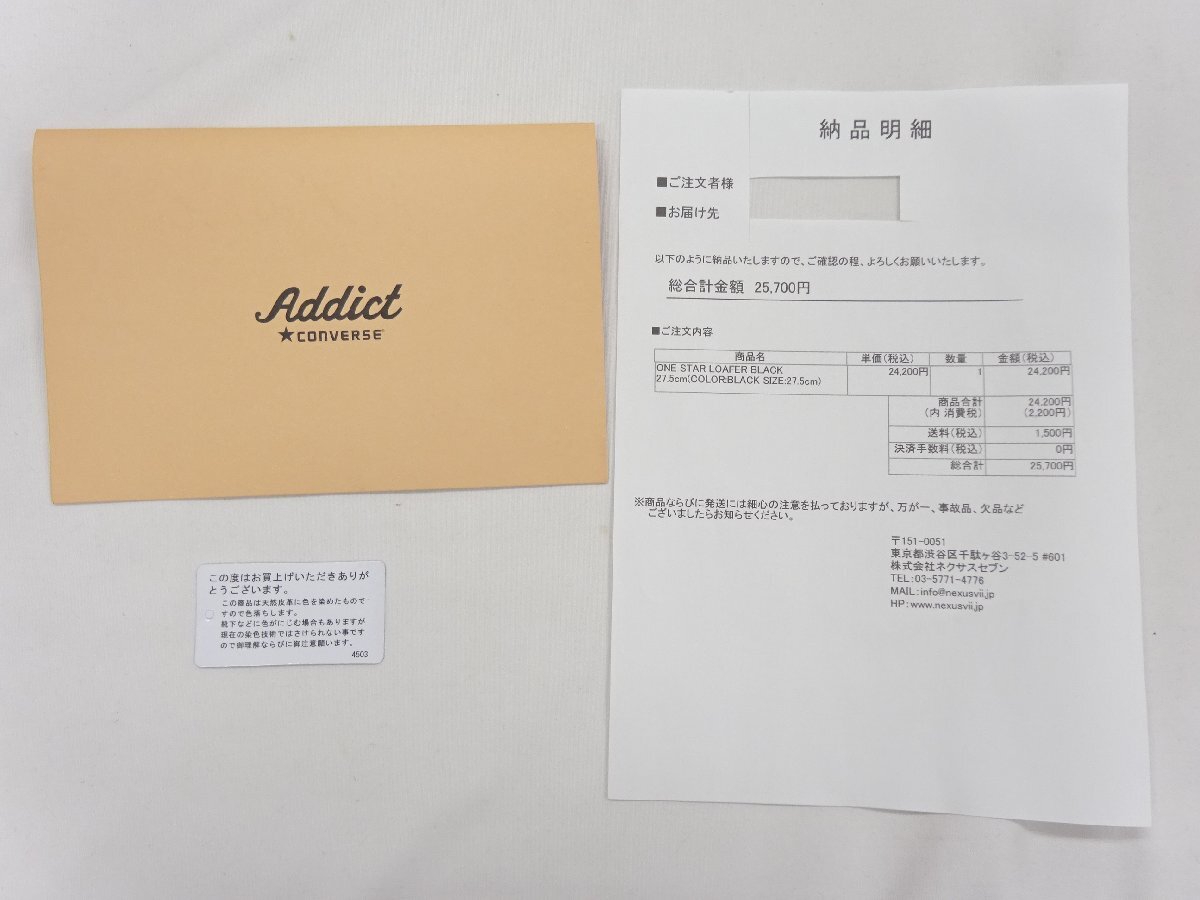 Addict
★CONVERSE
この度はお買上げいただきありが
とうございます。
この商品は天然皮革に色を染めたもので
すので色落ちします。
靴下などに色がにじむ場合もありますが
現在の染色技術ではさけられない事です
ので御理解ならびに御注意願います。
4503
納品明細
■ご注文者様
■お届け先
以下のように納品いたしますので、ご確認の程、よろしくお願いいたします。
総合計金額 25,700円
■ご注文内容
商品名 単価(税込) 数量 金額(税込)
ONE STAR LOAFER BLACK 24,200円 1 24,200円
27.5cm(COLOR:BLACK SIZE:27.5cm)
商品合計 24,200円
(内 消費税) (2,200円)
送料(税込) 1,500円
決済手数料(税込) 0円
総合計 25,700円
※商品ならびに発送には細心の注意を払っておりますが、万が一、事故品、欠品など
ございましたらお知らせください。
〒151-0051
東京都渋谷区千駄ヶ谷3-52-5 #601
株式会社ネクサスセブン
TEL:03-5771-4776
MAIL:info@nexusvii.jp
HP:www.nexusvii.jp